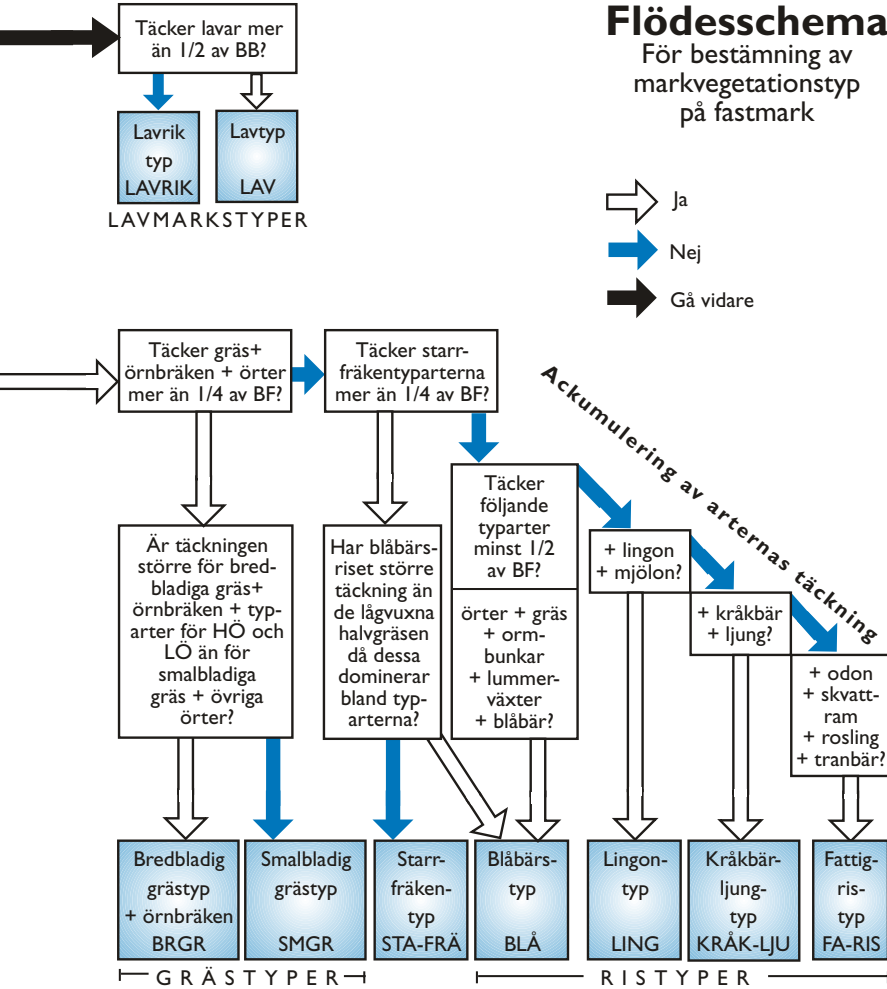 Flödesschema
För bestämning av
markvegetationstyp
på fastmark
Täcker lavar mer
än 1/2 av BB?
Lavrik
typ
LAVRIK
Lavtyp
LAV
LAVMARKSTYPER
Ja
Nej
Gå vidare
Täcker gräs+
örnbräken + örter
mer än 1/4 av BF?
Täcker starr-
fräkentyparterna
mer än 1/4 av BF?
Ackumulering av arternas täckning
Täcker
följande
typarter
minst 1/2
av BF?
örter + gräs
+ orm-
bunkar
+ lummer-
växter
+ blåbär?
+ lingon
+ mjölon?
+ kråkbär
+ ljung?
+ odon
+ skvatt-
ram
+ rosling
+ tranbär?
Är täckningen
större för bred-
bladiga gräs+
örnbräken + typ-
arter för HÖ och
LÖ än för
smalbladiga
gräs + övriga
örter?
Har blåbärs-
riset större
täckning än
de lågvuxna
halvgräsen
då dessa
dominerar
bland typ-
arterna?
Bredbladig
grästyp
+ örnbräken
BRGR
Smalbladig
grästyp
SMGR
Starr-
fräken-
typ
STA-FRÄ
Blåbärs-
typ
BLÅ
Lingon-
typ
LING
Kråkbär-
ljung-
typ
KRÅK-LJU
Fattig-
ris-
typ
FA-RIS
GRÄSTYPER
RISTYPER